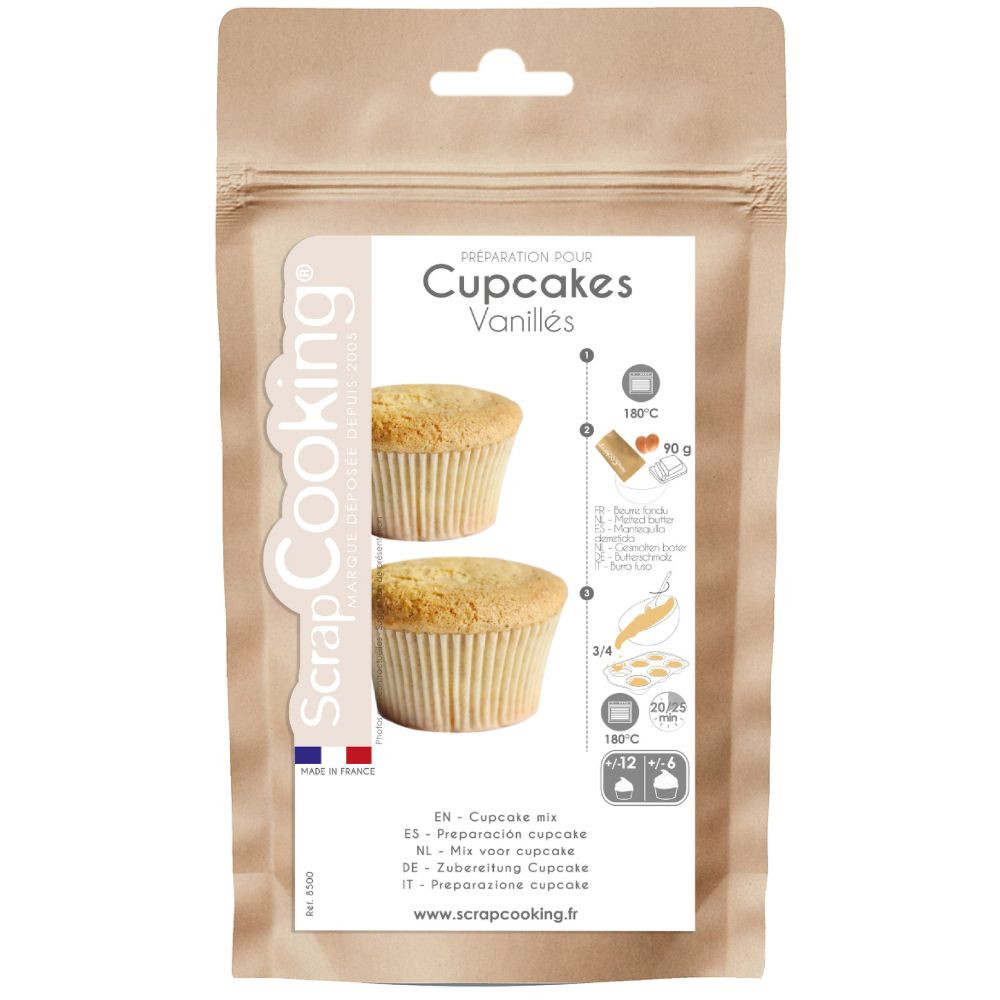 PRÉPARATION POUR
Cupcakes
Vanillés
ScrapCooking®
MARQUE DÉPOSÉE DEPUIS 2005
1
180°C
2
90 g
FR - Beurre fondu
NL - Melted butter
ES - Mantequilla
derretida
NL - Gesmolten boter
DE - Butterschmalz
IT - Burro fuso
3
3/4
20/25
min
180°C
+/-12
+/-6
MADE IN FRANCE
EN - Cupcake mix
ES - Preparación cupcake
NL - Mix voor cupcake
DE - Zubereitung Cupcake
IT - Preparazione cupcake
Réf. 8500
www.scrapcooking.fr